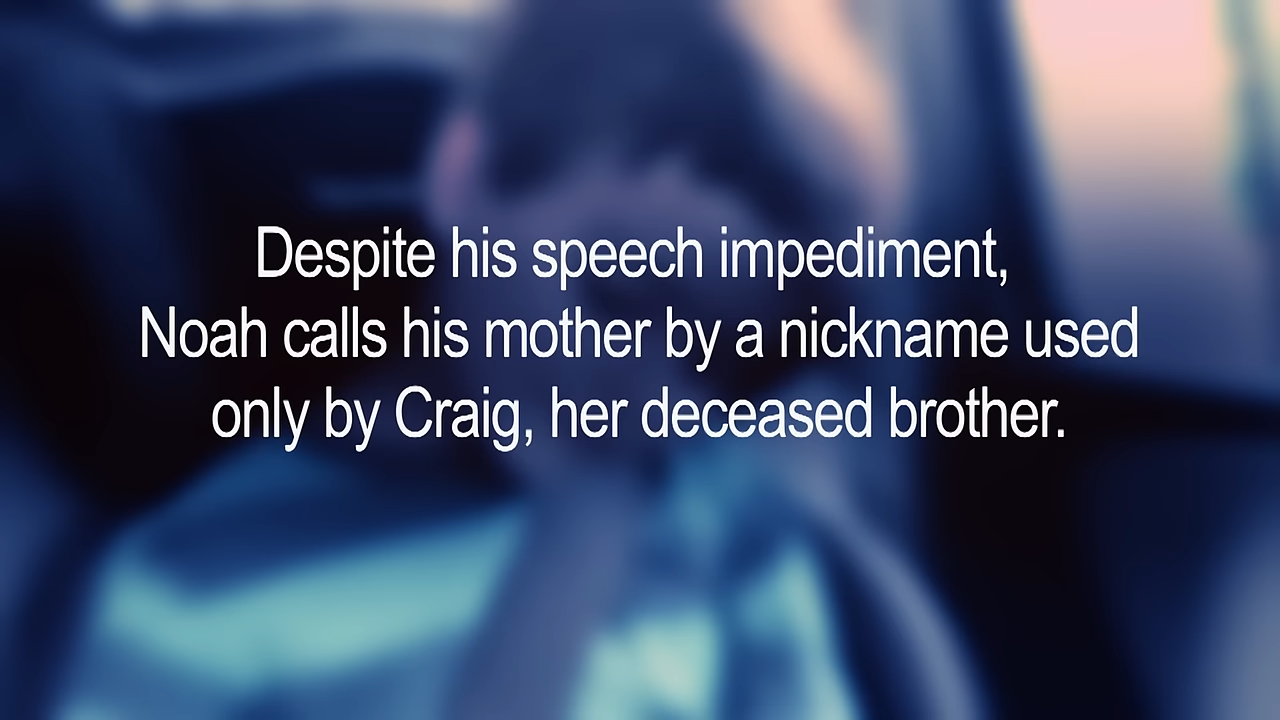 Despite his speech impediment,
Noah calls his mother by a nickname used
only by Craig, her deceased brother.